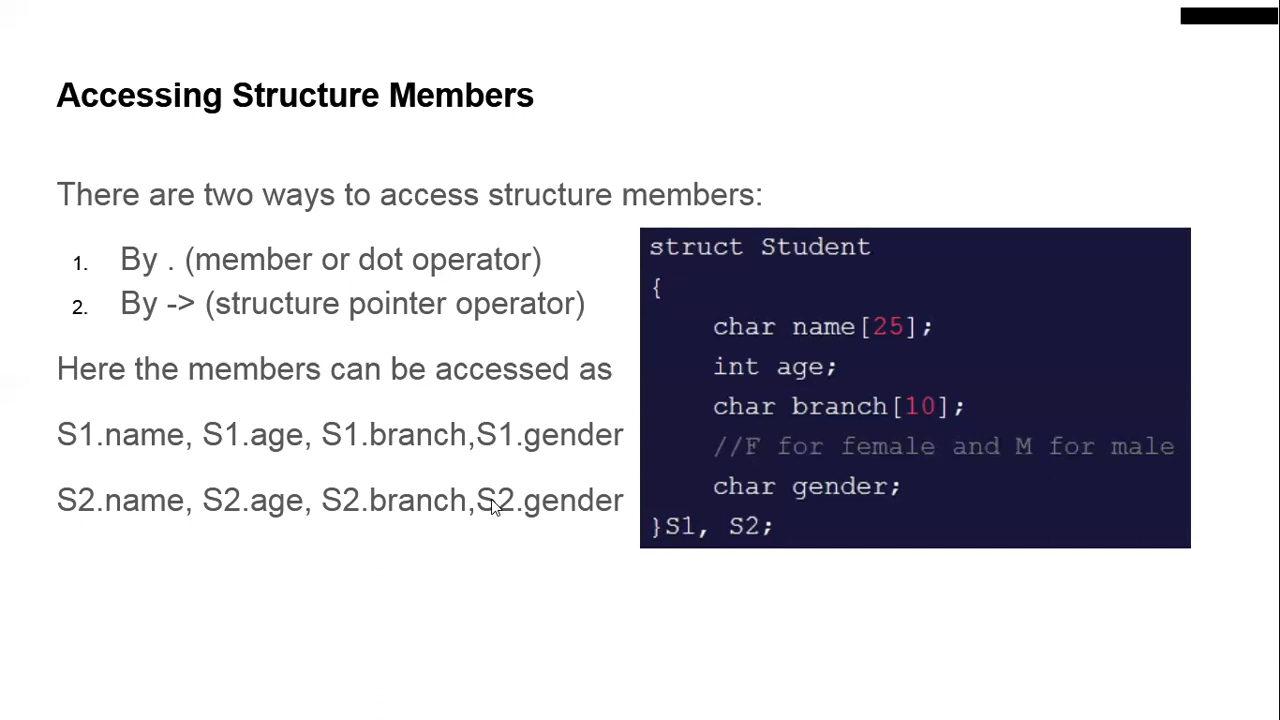 Accessing Structure Members
There are two ways to access structure members:
1. By . (member or dot operator)
2. By -> (structure pointer operator)
Here the members can be accessed as
S1.name, S1.age, S1.branch,S1.gender
S2.name, S2.age, S2.branch,S2.gender
struct Student
{
char name[25];
int age;
char branch[10];
//F for female and M for male
char gender;
}S1, S2;